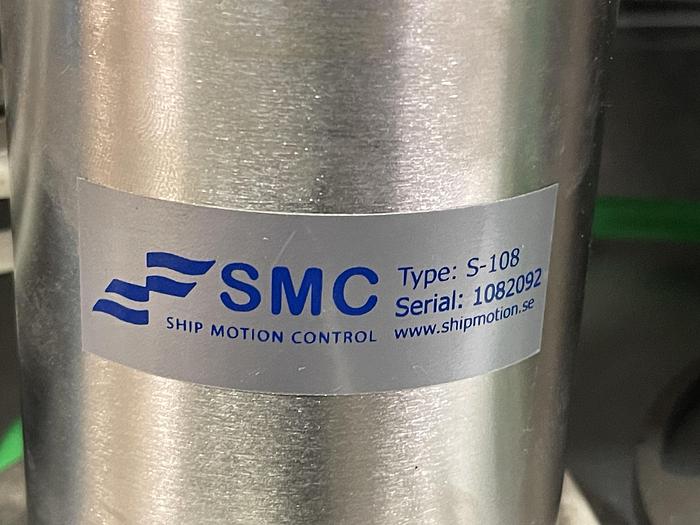 SMC
SHIP MOTION CONTROL
Type: S-108
Serial: 1082092
www.shipmotion.se